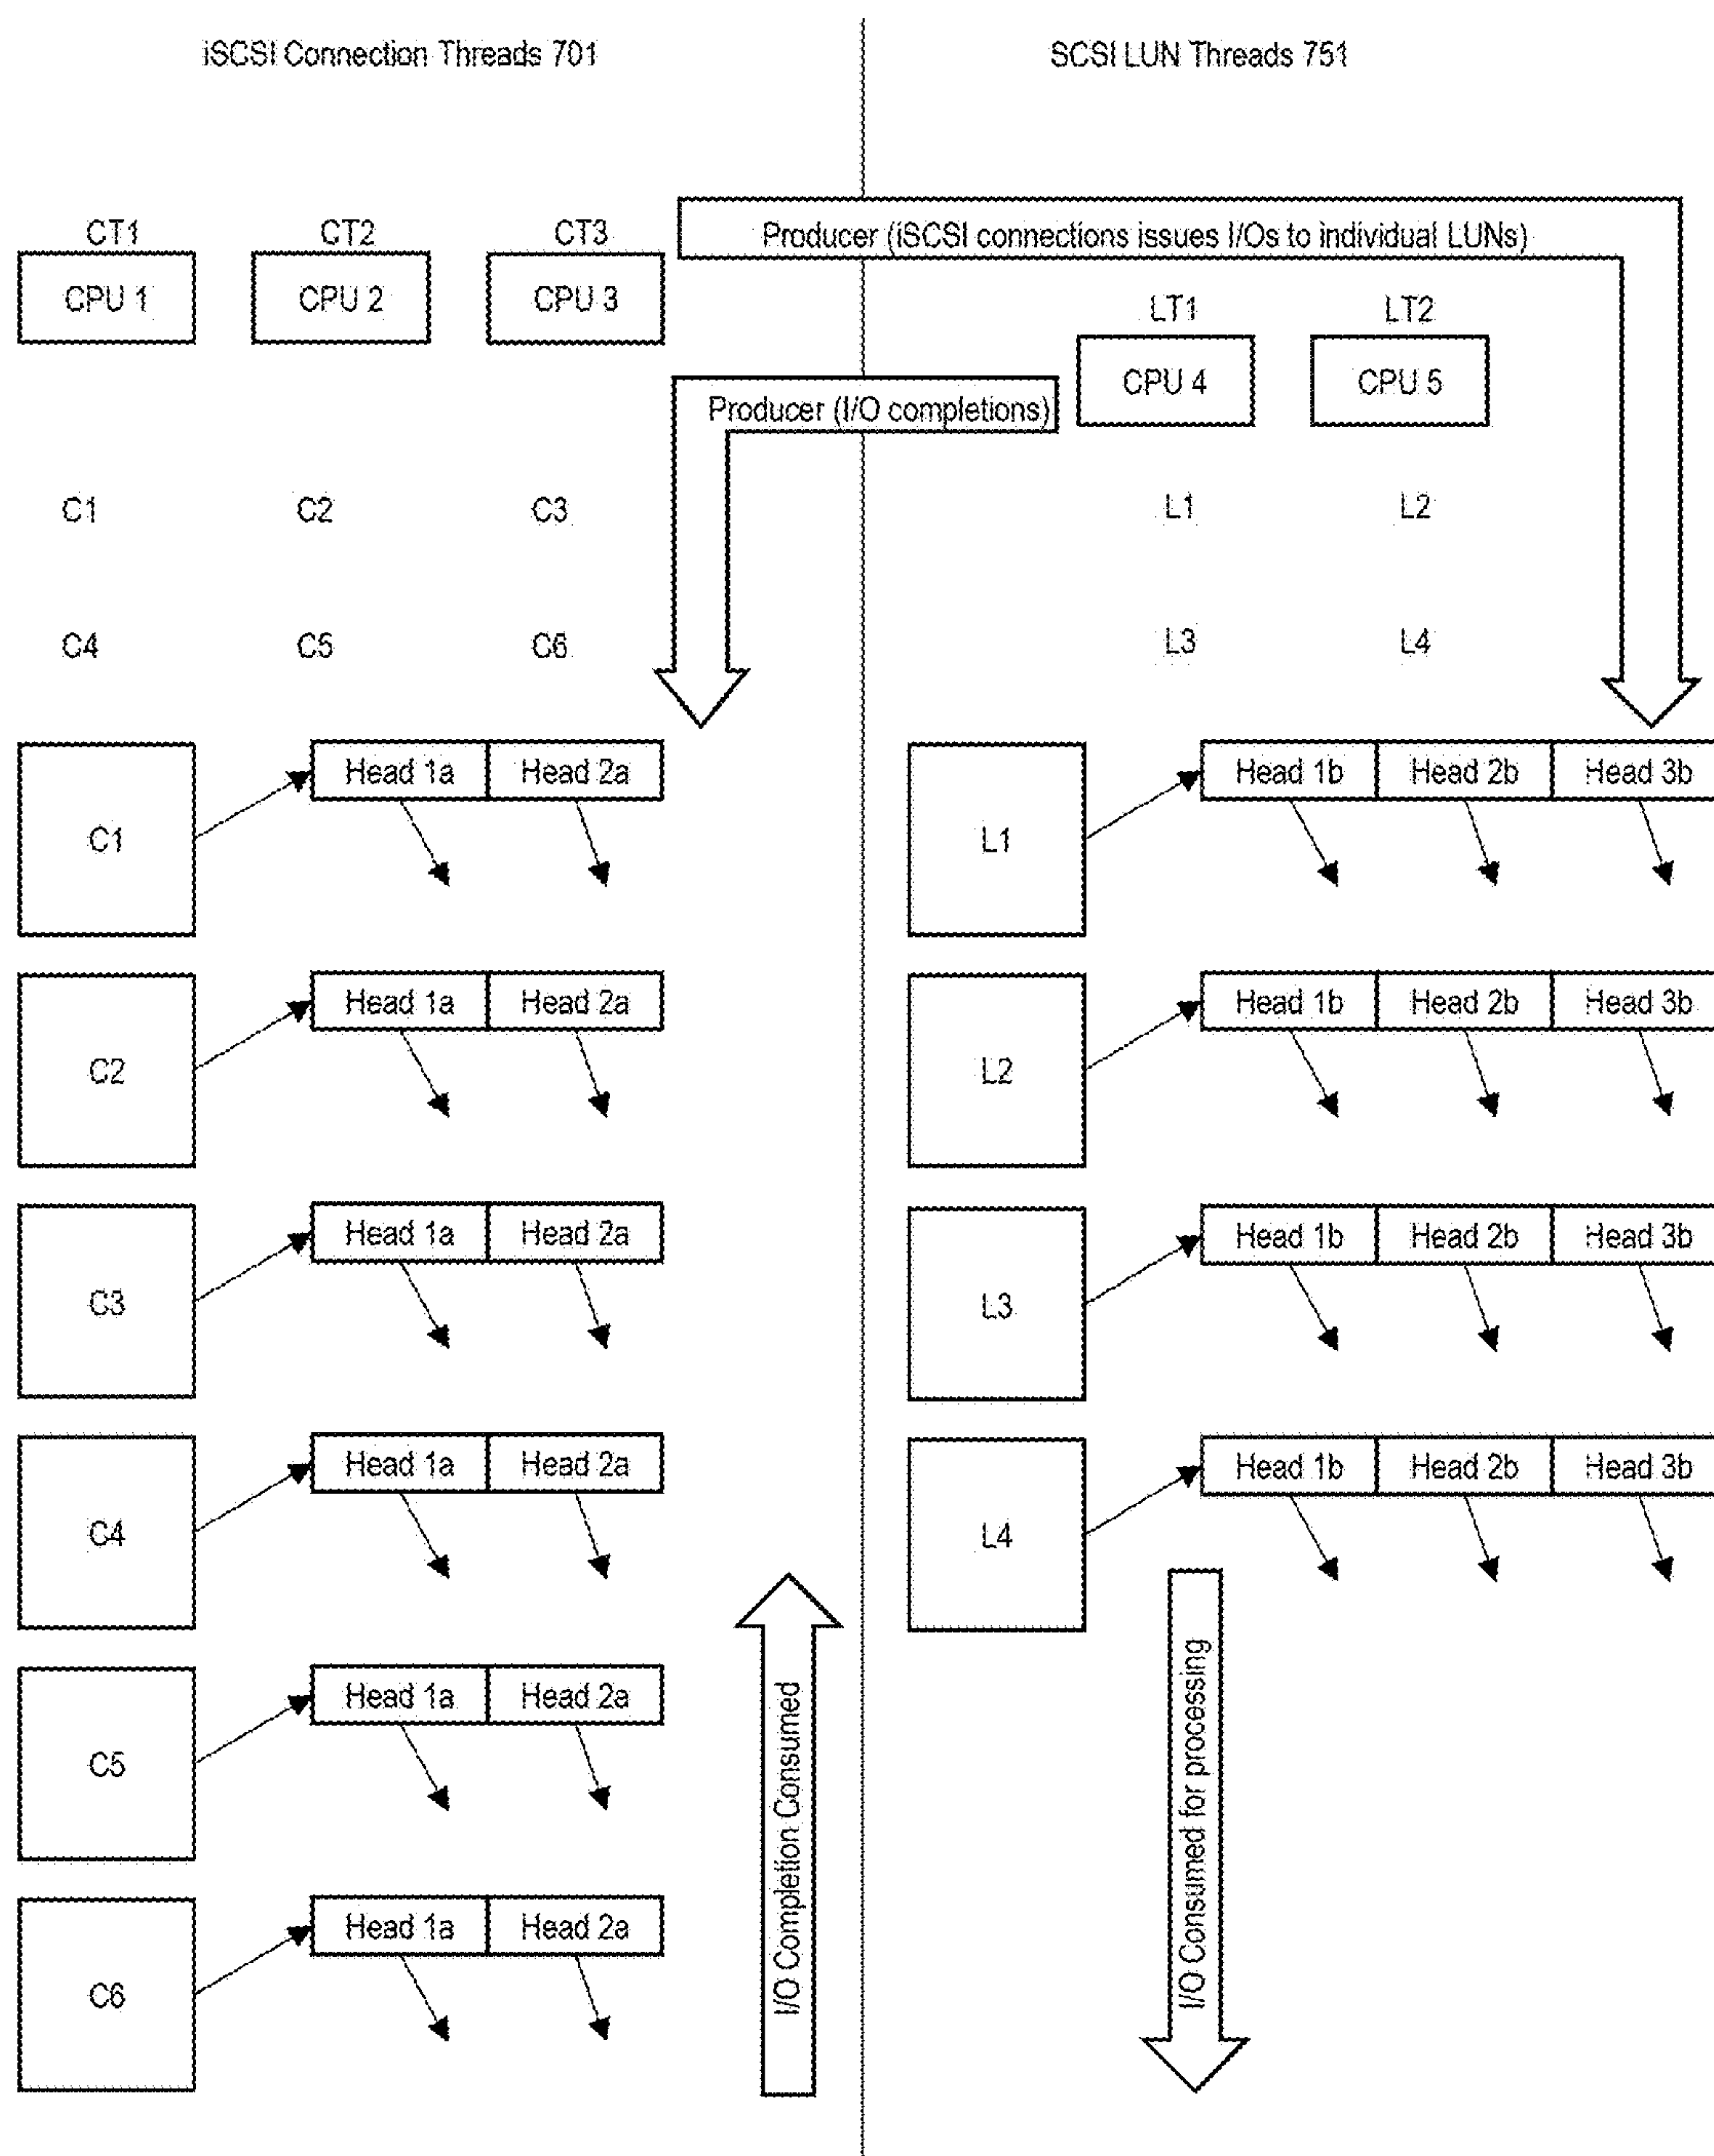 iSCSI Connection Threads 701
SCSI LUN Threads 751
CT1
CT2
CT3
Producer (iSCSI connections issues I/Os to individual LUNs)
CPU 1
CPU 2
CPU 3
LT1
LT2
CPU 4
CPU 5
Producer (I/O completions)
C1
C2
C3
L1
L2
C4
C5
C6
L3
L4
C1
Head 1a
Head 2a
L1
Head 1b
Head 2b
Head 3b
C2
Head 1a
Head 2a
L2
Head 1b
Head 2b
Head 3b
C3
Head 1a
Head 2a
L3
Head 1b
Head 2b
Head 3b
C4
Head 1a
Head 2a
L4
Head 1b
Head 2b
Head 3b
C5
Head 1a
Head 2a
C6
Head 1a
Head 2a
I/O Completion Consumed
I/O Consumed for processing